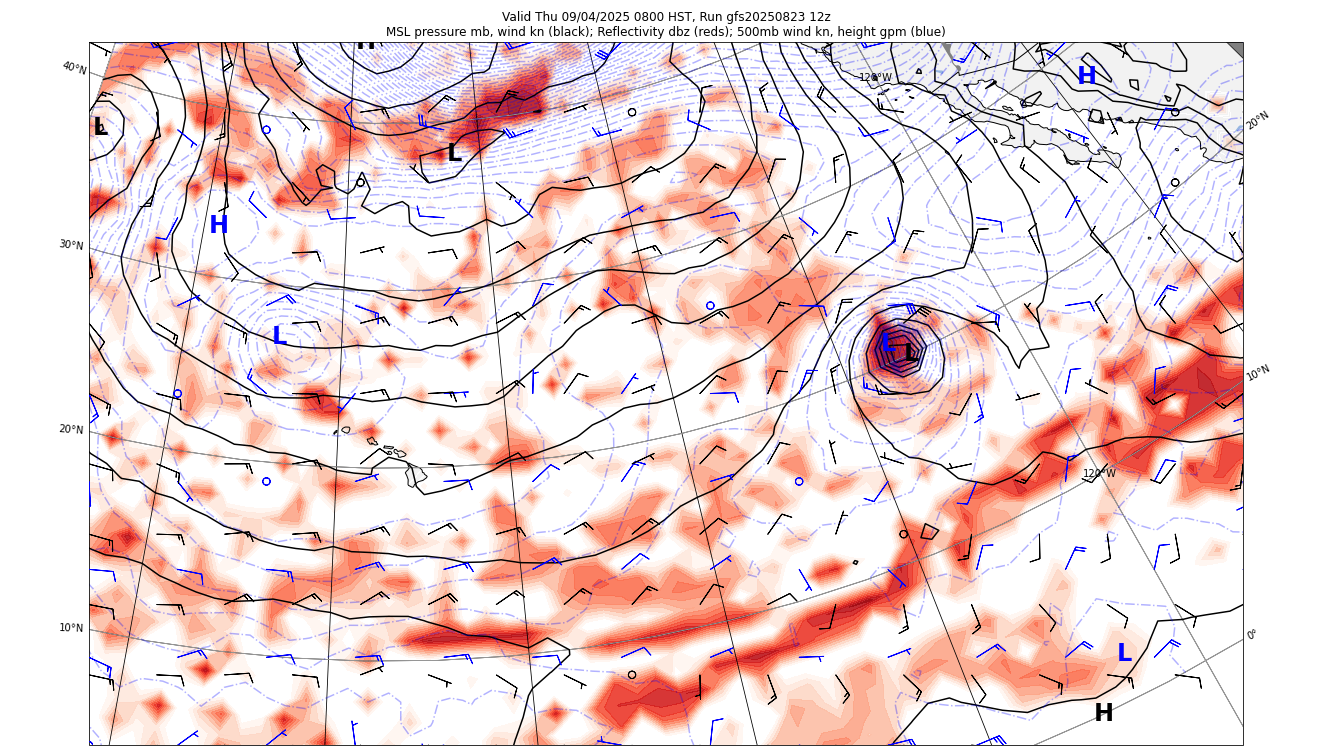 Valid Thu 09/04/2025 0800 HST, Run gfs20250823 12z
MSL pressure mb, wind kn (black); Reflectivity dbz (reds); 500mb wind kn, height gpm (blue)
H
40°N
120°W
H
20°N
L
L
H
30°N
L
L
L
10°N
20°N
120°W
10°N
0°
L
H